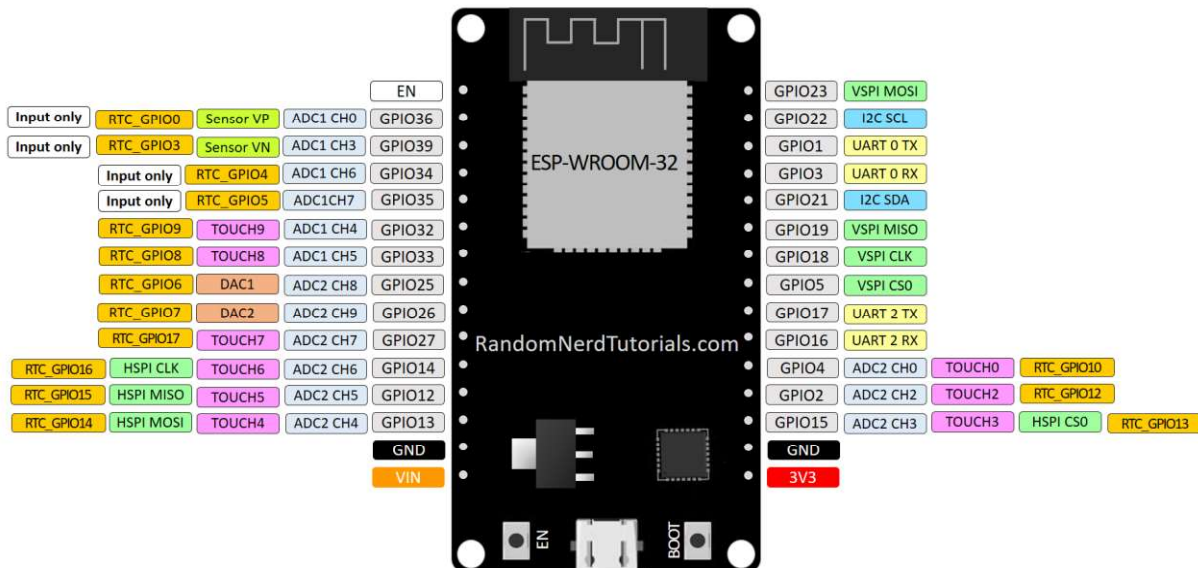 EN GPIO23 VSPI MOSI
Input only RTC_GPIO0 Sensor VP ADC1 CH0 GPIO36 GPIO22 I2C SCL
Input only RTC_GPIO3 Sensor VN ADC1 CH3 GPIO39 GPIO1 UART 0 TX
Input only RTC_GPIO4 ADC1 CH6 GPIO34 ESP-WROOM-32 GPIO3 UART 0 RX
Input only RTC_GPIO5 ADC1CH7 GPIO35 GPIO21 I2C SDA
RTC_GPIO9 TOUCH9 ADC1 CH4 GPIO32 GPIO19 VSPI MISO
RTC_GPIO8 TOUCH8 ADC1 CH5 GPIO33 GPIO18 VSPI CLK
RTC_GPIO6 DAC1 ADC2 CH8 GPIO25 GPIO5 VSPI CS0
RTC_GPIO7 DAC2 ADC2 CH9 GPIO26 GPIO17 UART 2 TX
RTC_GPIO17 TOUCH7 ADC2 CH7 GPIO27 RandomNerdTutorials.com GPIO16 UART 2 RX
RTC_GPIO16 HSPI CLK TOUCH6 ADC2 CH6 GPIO14 GPIO4 ADC2 CH0 TOUCH0 RTC_GPIO10
RTC_GPIO15 HSPI MISO TOUCH5 ADC2 CH5 GPIO12 GPIO2 ADC2 CH2 TOUCH2 RTC_GPIO12
RTC_GPIO14 HSPI MOSI TOUCH4 ADC2 CH4 GPIO13 GPIO15 ADC2 CH3 TOUCH3 HSPI CS0 RTC_GPIO13
GND GND
VIN 3V3
EN BOOT